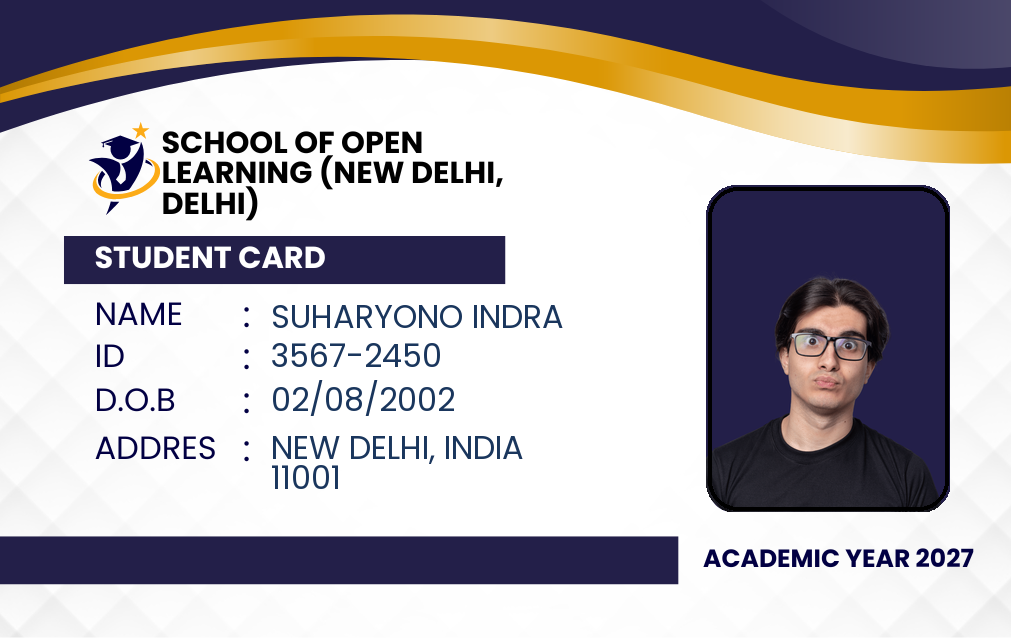 SCHOOL OF OPEN
LEARNING (NEW DELHI,
DELHI)
STUDENT CARD
NAME : SUHARYONO INDRA
ID : 3567-2450
D.O.B : 02/08/2002
ADDRES : NEW DELHI, INDIA
11001
ACADEMIC YEAR 2027